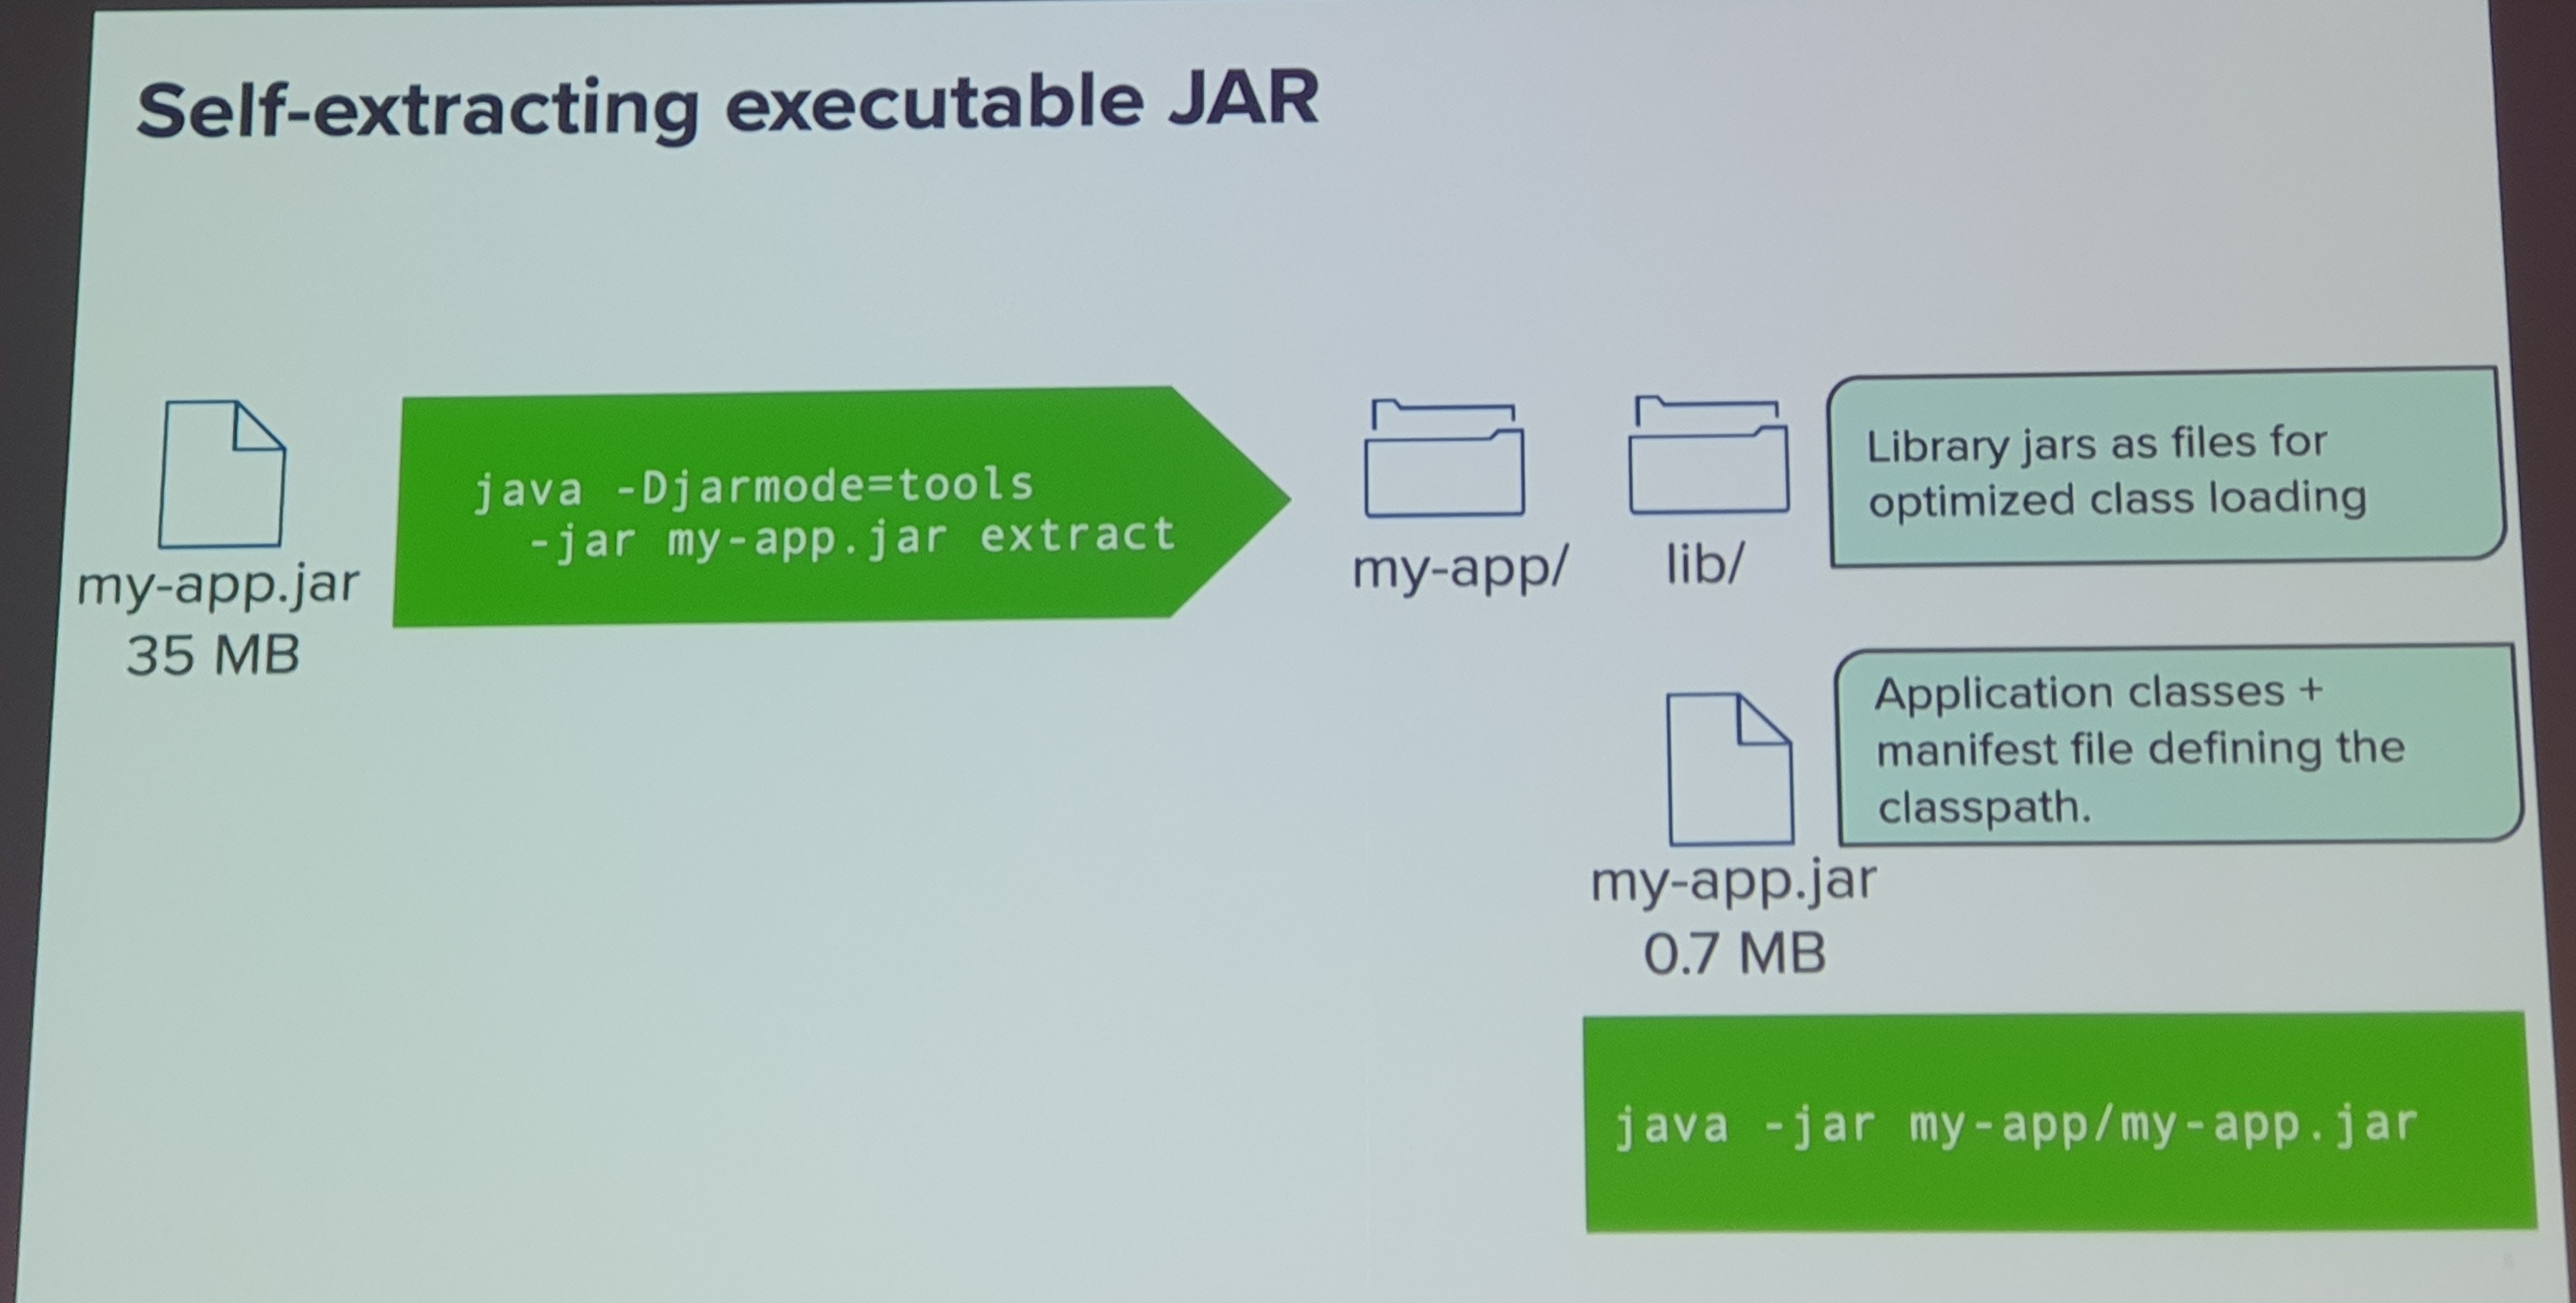 Self-extracting executable JAR
my-app.jar
35 MB
java -Djarmode=tools
-jar my-app.jar extract
my-app/
lib/
Library jars as files for
optimized class loading
my-app.jar
0.7 MB
Application classes +
manifest file defining the
classpath.
java -jar my-app/my-app.jar